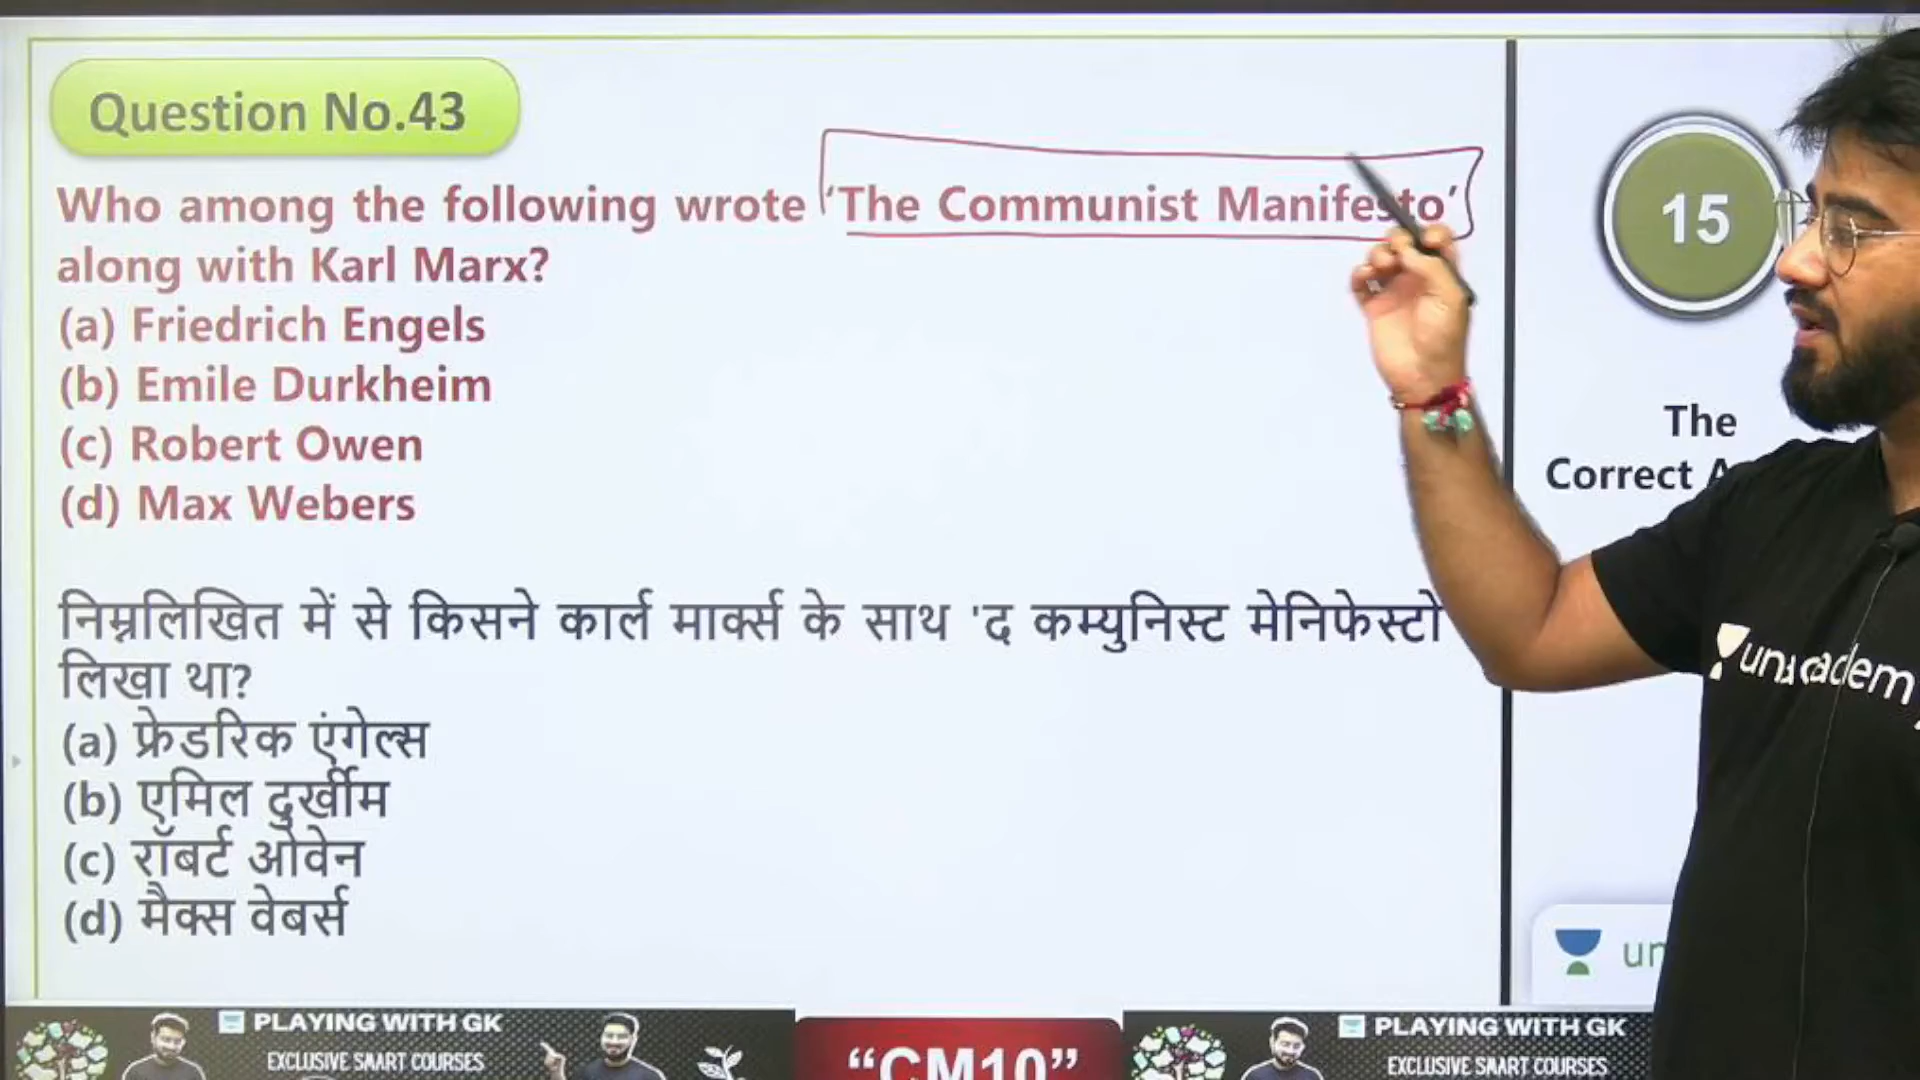 Question No.43
Who among the following wrote 'The Communist Manifesto'
along with Karl Marx?
(a) Friedrich Engels
(b) Emile Durkheim
(c) Robert Owen
(d) Max Webers
निम्नलिखित में से किसने कार्ल मार्क्स के साथ 'द कम्युनिस्ट मेनिफेस्टो
लिखा था?
(a) फ्रेडरिक एंगेल्स
(b) एमिल दुर्खीम
(c) रॉबर्ट ओवेन
(d) मैक्स वेबर्स
15
The
Correct
unacademy
PLAYING WITH GK
EXCLUSIVE SMART COURSES
"CM10"
PLAYING WITH GK
EXCLUSIVE SMART COURSES